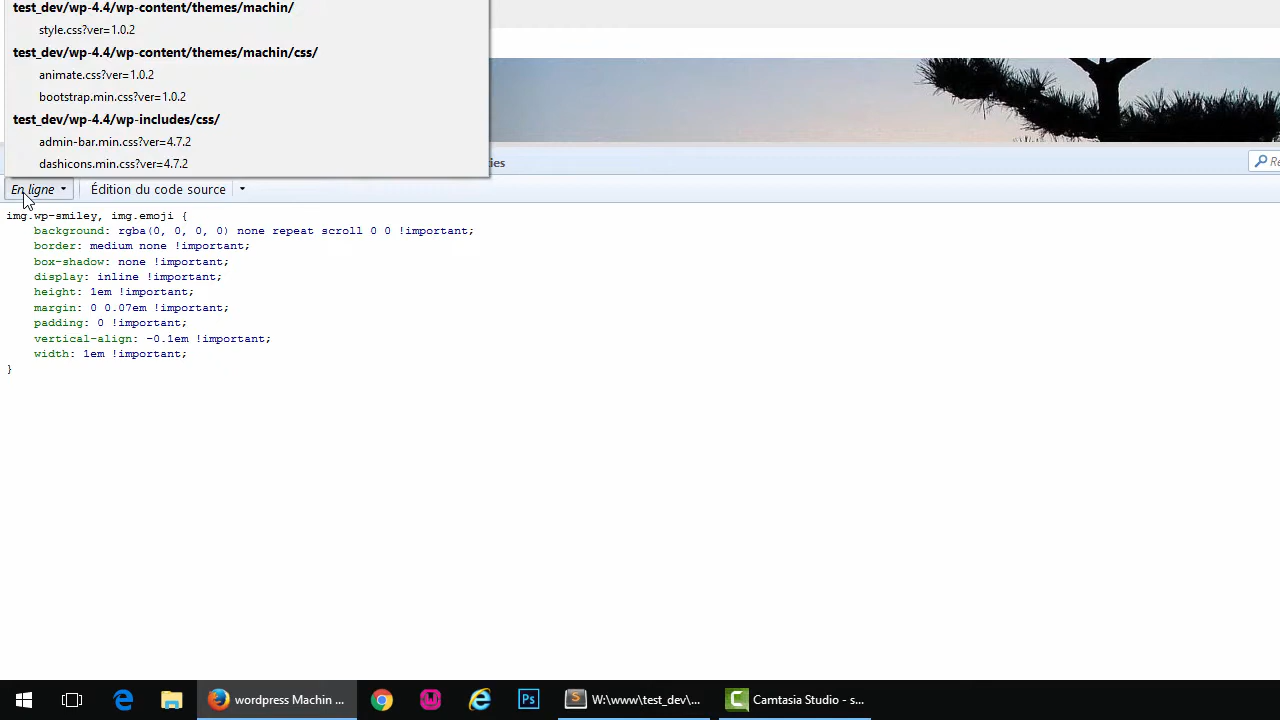 test_dev/wp-4.4/wp-content/themes/machin/
style.css?ver=1.0.2
test_dev/wp-4.4/wp-content/themes/machin/css/
animate.css?ver=1.0.2
bootstrap.min.css?ver=1.0.2
test_dev/wp-4.4/wp-includes/css/
admin-bar.min.css?ver=4.7.2
dashicons.min.css?ver=4.7.2
En ligne
Édition du code source
img.wp-smiley, img.emoji {
background: rgba(0, 0, 0, 0) none repeat scroll 0 0 !important;
border: medium none !important;
box-shadow: none !important;
display: inline !important;
height: 1em !important;
margin: 0 0.07em !important;
padding: 0 !important;
vertical-align: -0.1em !important;
width: 1em !important;
}
wordpress Machin ...
Ps
W:\www\test_dev\...
Camtasia Studio - s...